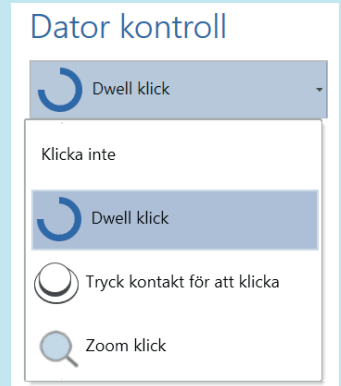 Dator kontroll
Dwell klick
Klicka inte
Dwell klick
Tryck kontakt för att klicka
Zoom klick